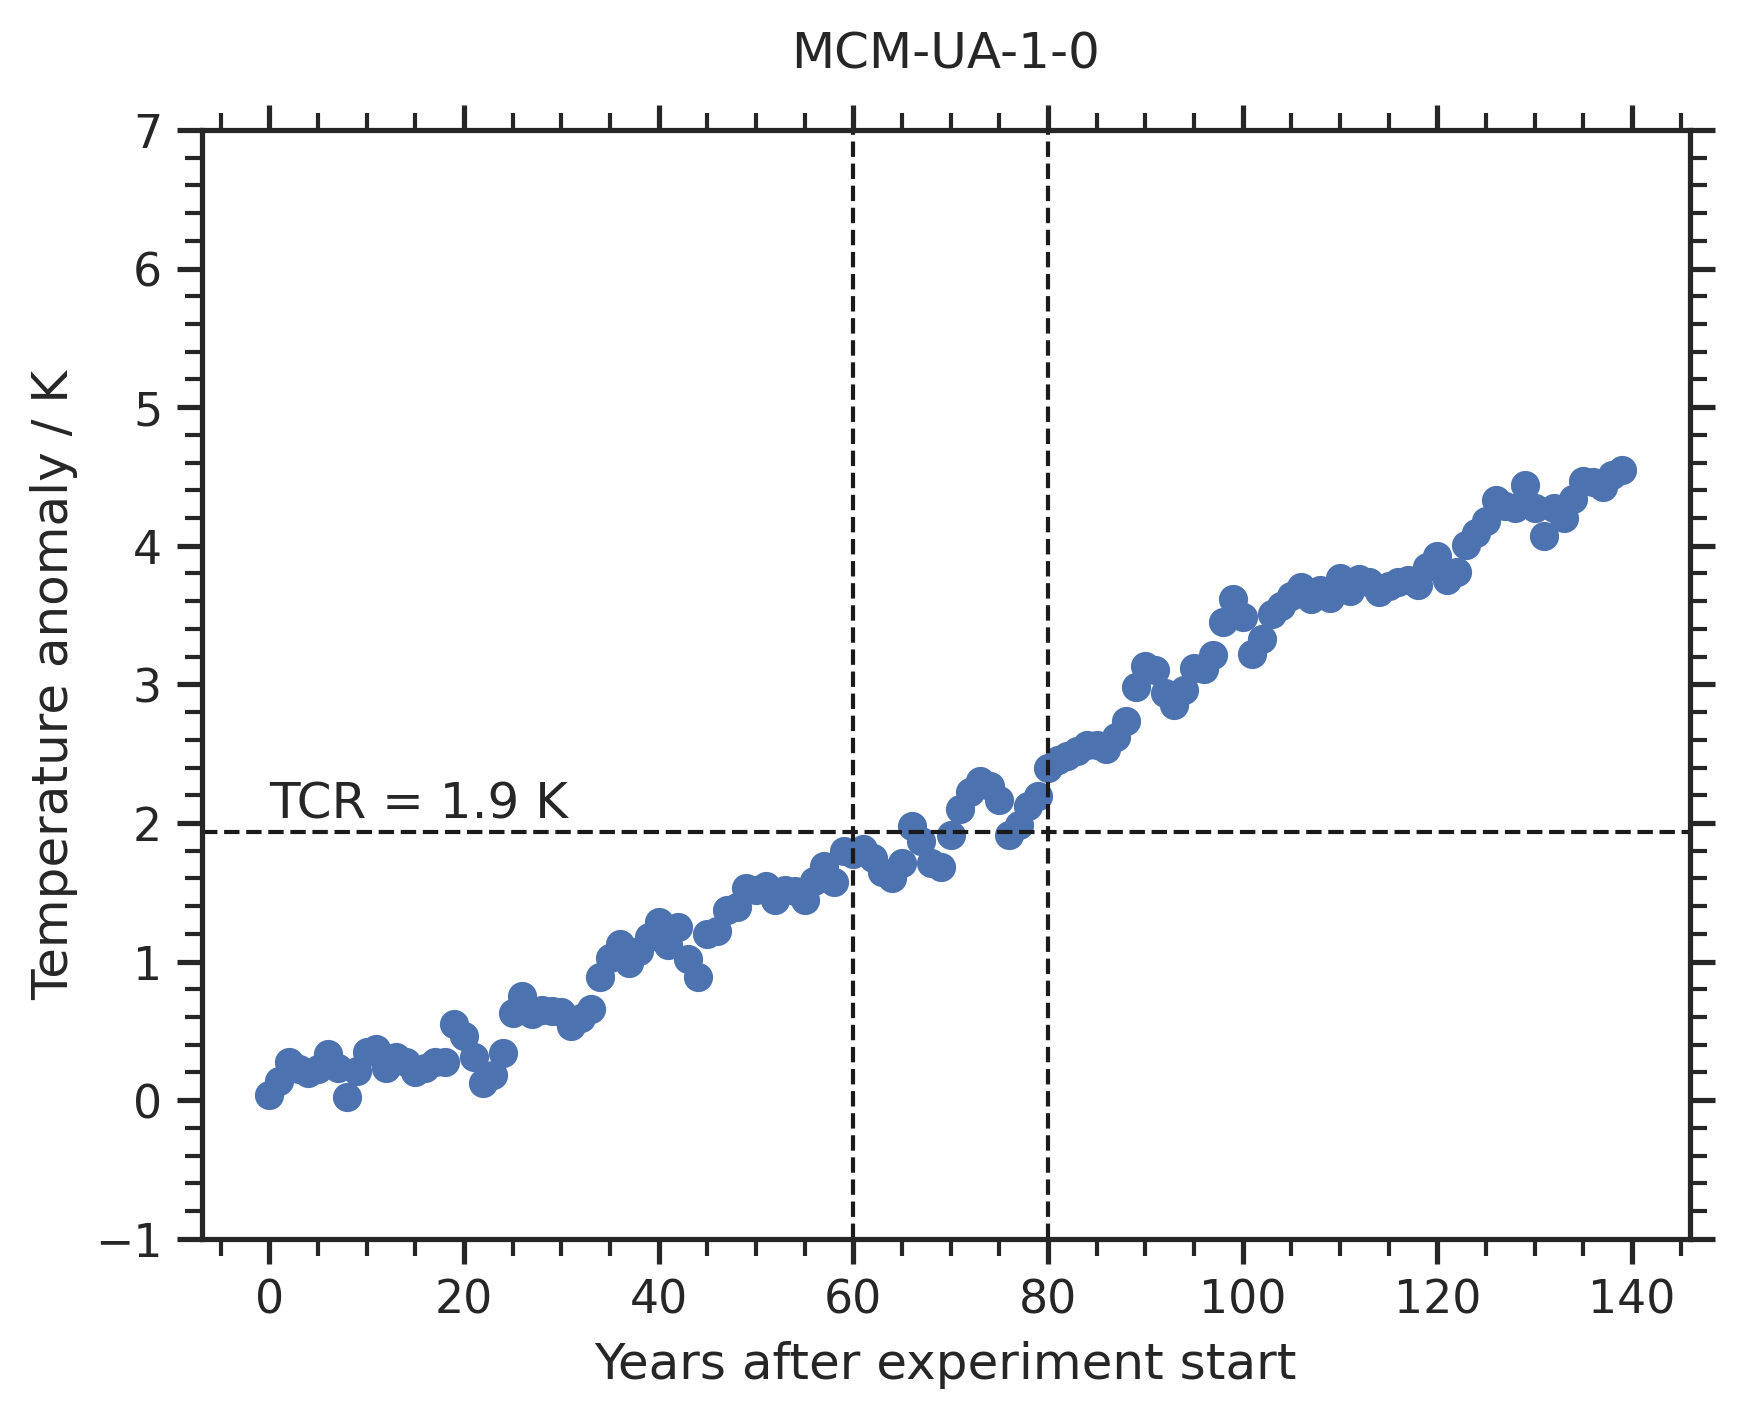 MCM-UA-1-0
7
6
5
4
3
2
1
0
−1
Temperature anomaly / K
TCR = 1.9 K
0 20 40 60 80 100 120 140
Years after experiment start